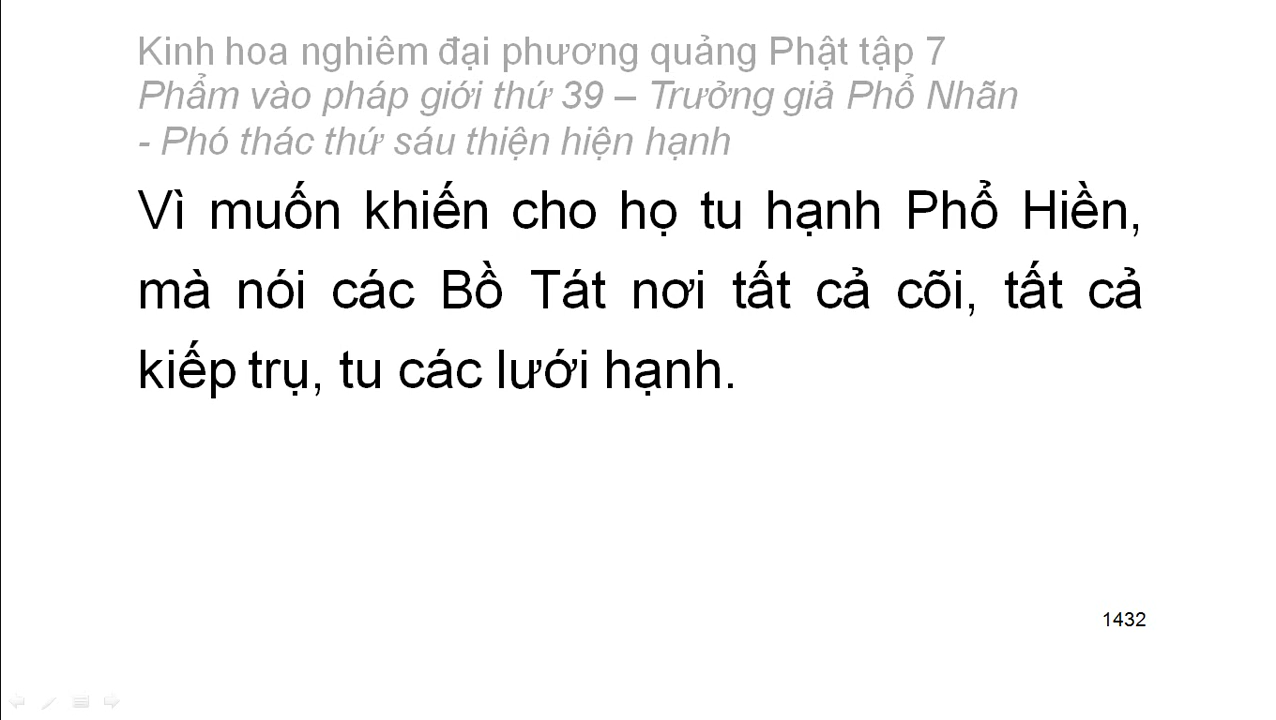 Kinh hoa nghiêm đại phương quảng Phật tập 7
Phẩm vào pháp giới thứ 39 – Trưởng giả Phổ Nhãn
- Phó thác thứ sáu thiện hiện hạnh
Vì muốn khiến cho họ tu hạnh Phổ Hiền,
mà nói các Bồ Tát nơi tất cả cõi, tất cả
kiếp trụ, tu các lưới hạnh.
1432